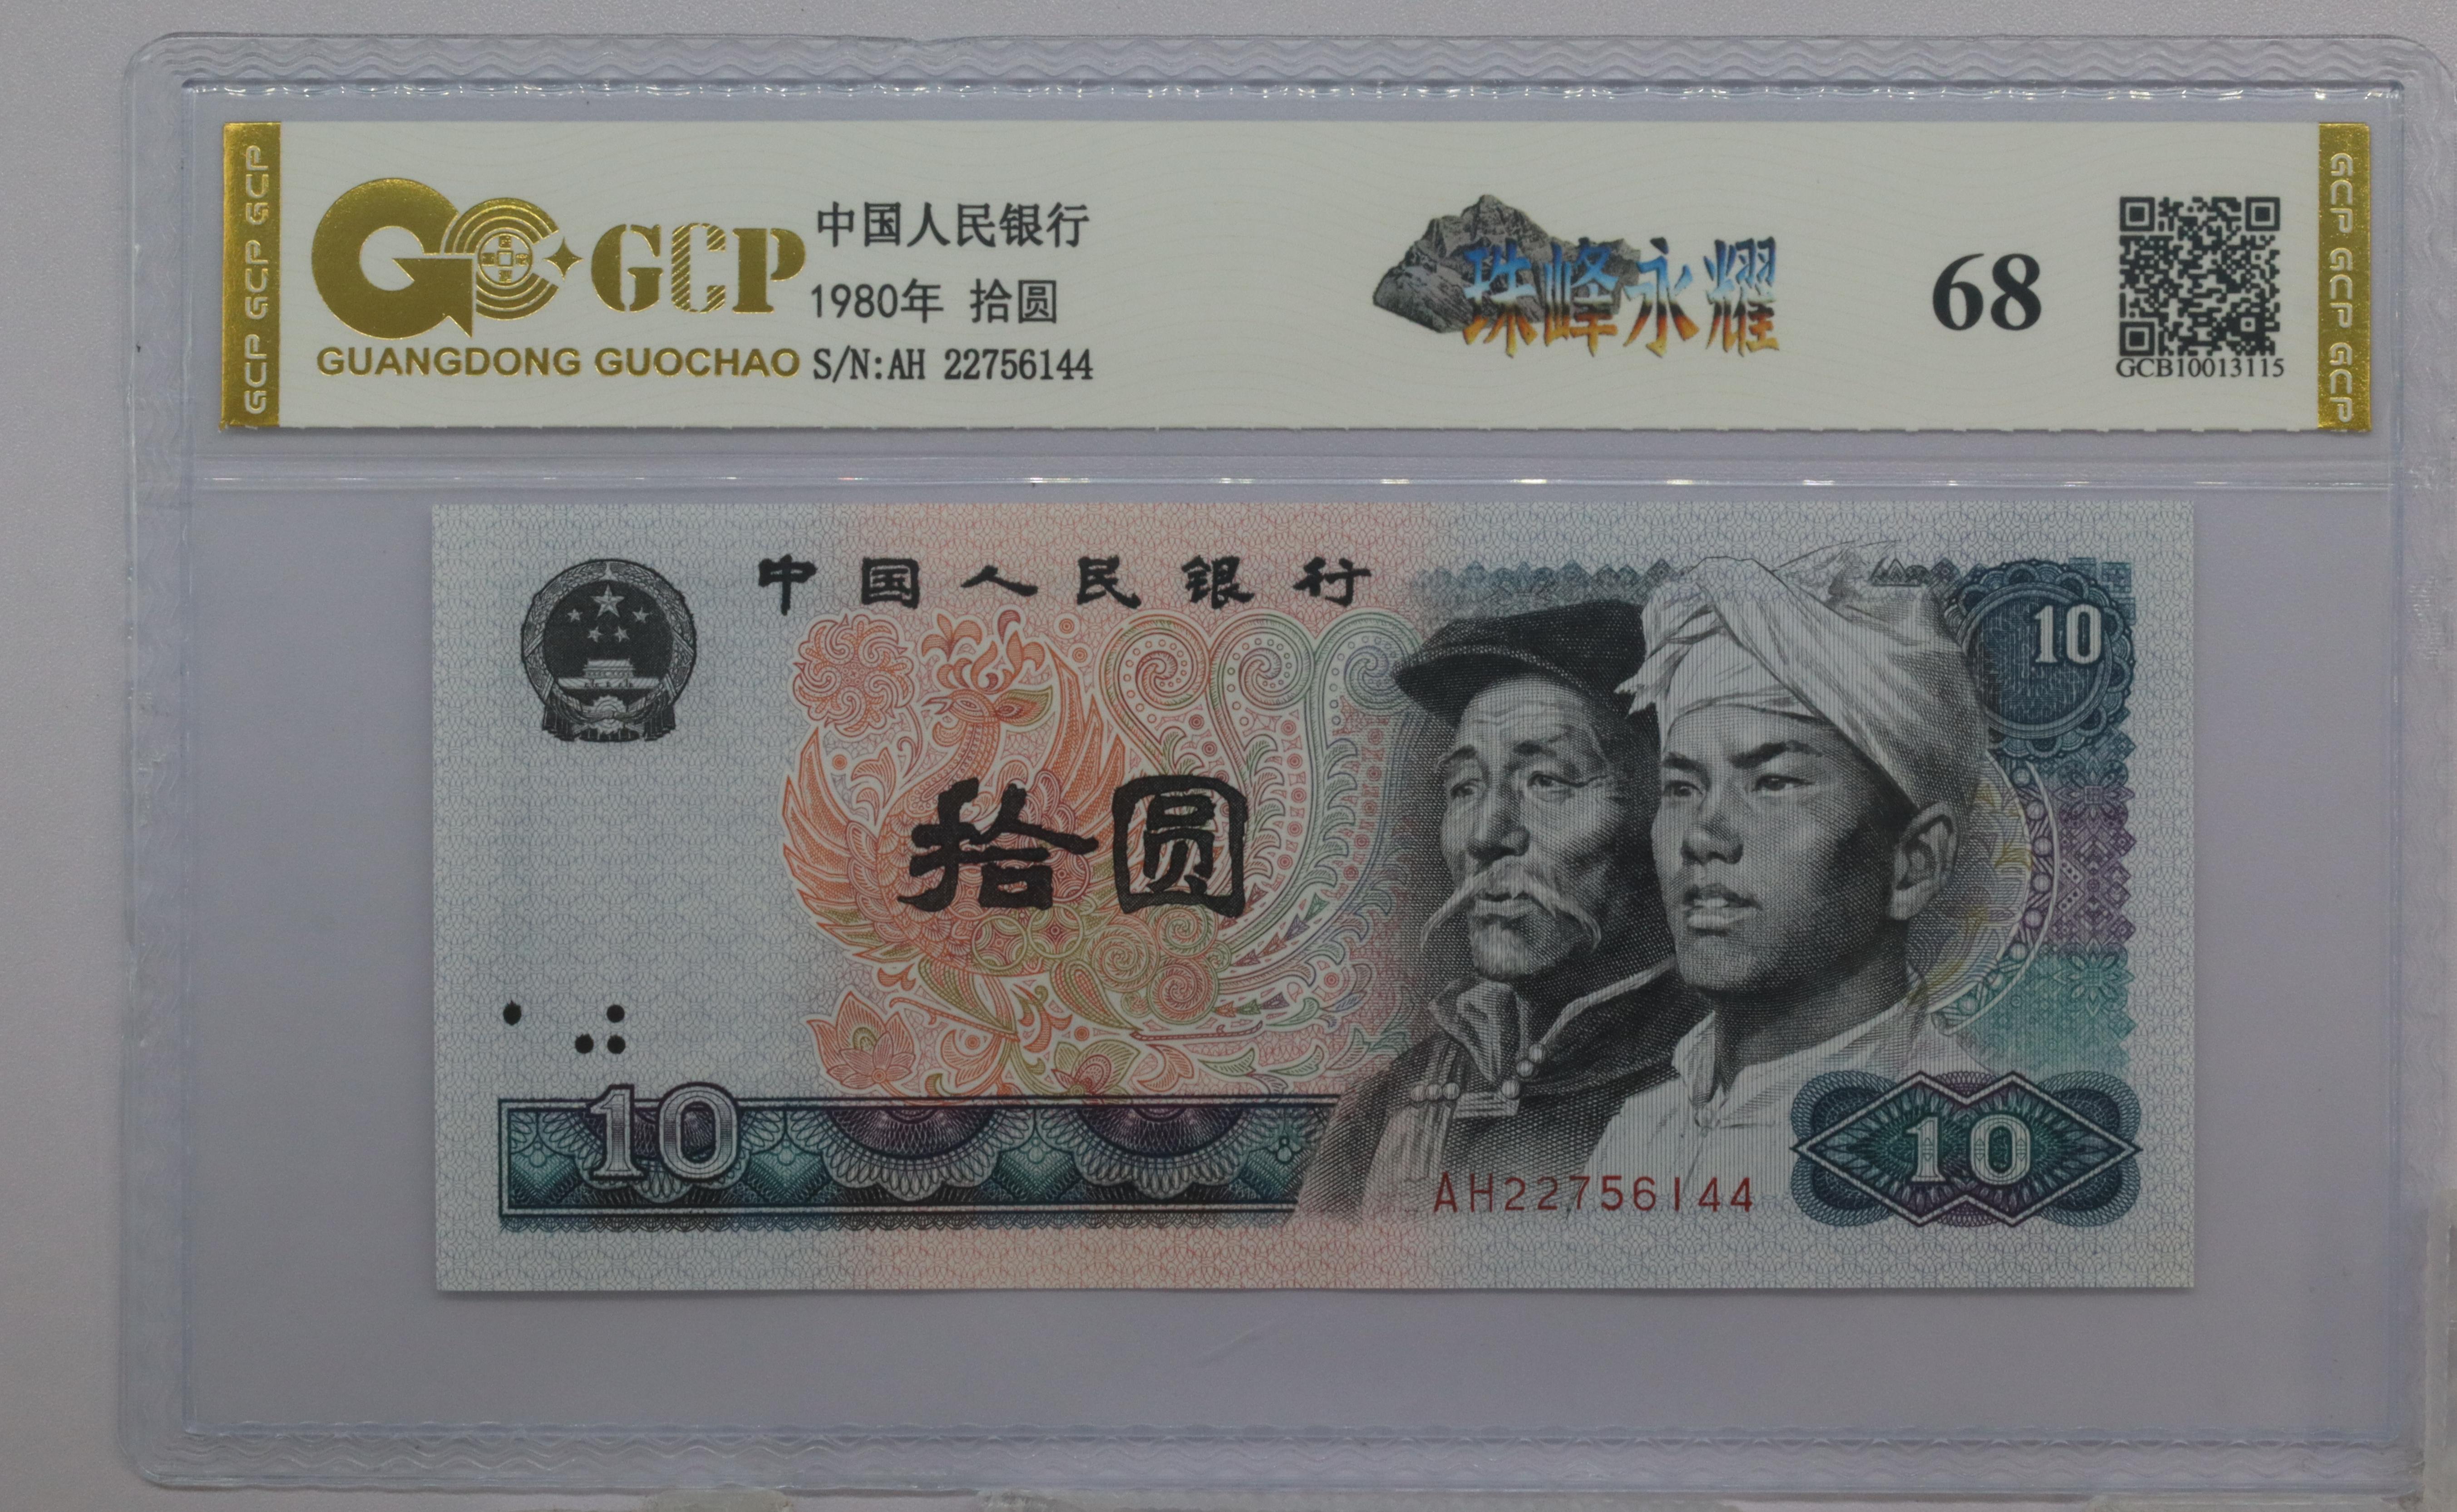 GCP GCP GCP
GCP
GUANGDONG GUOCHAO
中国人民银行
1980年 拾圆
S/N:AH 22756144
珠峰永耀
68
GCB10013115
GCP GCP GCP
中国人民银行
10
拾圆
10
AH22756144
10